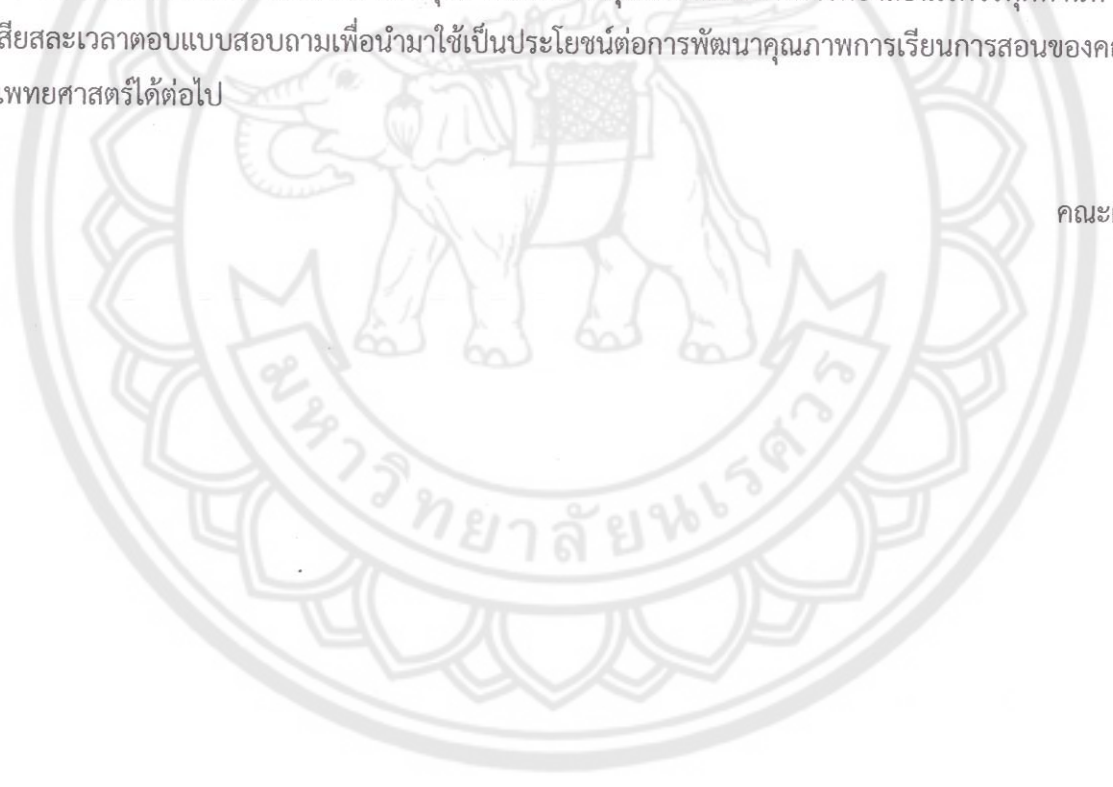 สียสละเวลาตอบแบบสอบถามเพื่อนำมาใช้เป็นประโยชน์ต่อการพัฒนาคุณภาพการเรียนการสอนของ
แพทยศาสตร์ได้ต่อไป
คณะ
มหาวิทยาลัยนเรศวร